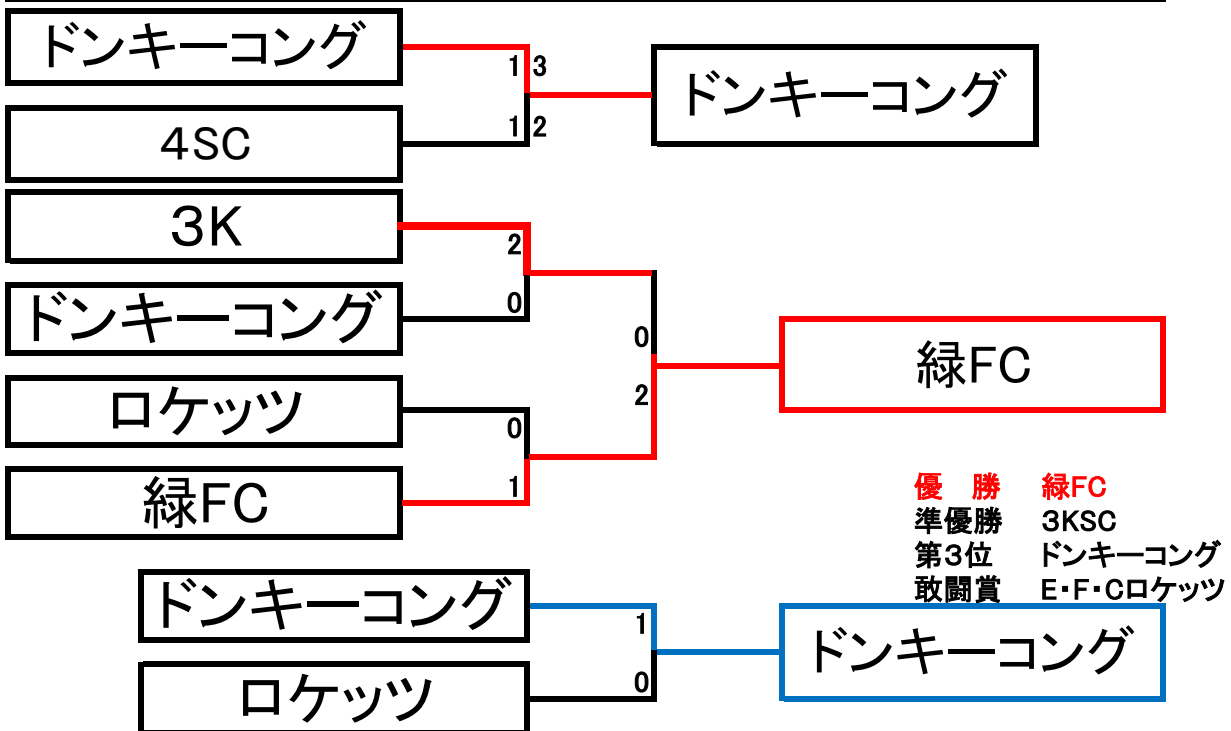 ドンキーコング
1 3
ドンキーコング
1 2
４SC
３K
2
0
ドンキーコング
0
緑FC
2
ロケッツ
0
1
緑FC
優　勝　緑FC
準優勝　3KSC
第3位　ドンキーコング
敢闘賞　E・F・Cロケッツ
ドンキーコング
1
ドンキーコング
0
ロケッツ